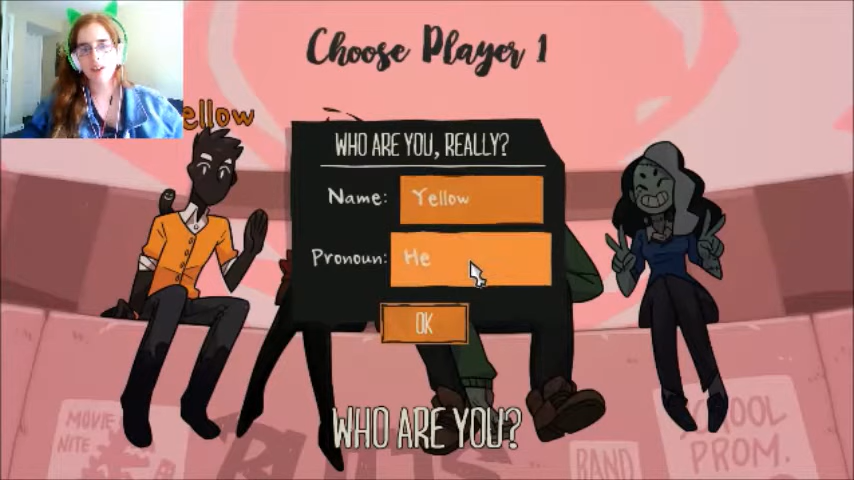 Choose Player 1
ellow
WHO ARE YOU, REALLY?
Name: Yellow
Pronoun: He
OK
WHO ARE YOU?
MOVIE
NITE
BAND
SCHOOL
PROM.